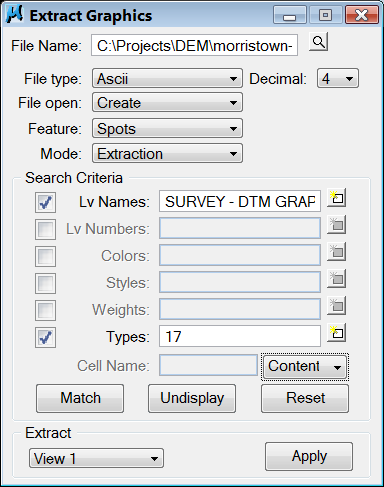 Extract Graphics
File Name: C:\Projects\DEM\morristown-
File type: Ascii Decimal: 4
File open: Create
Feature: Spots
Mode: Extraction
Search Criteria
Lv Names: SURVEY - DTM GRAP
Lv Numbers:
Colors:
Styles:
Weights:
Types: 17
Cell Name: Content
Match Undisplay Reset
Extract
View 1 Apply